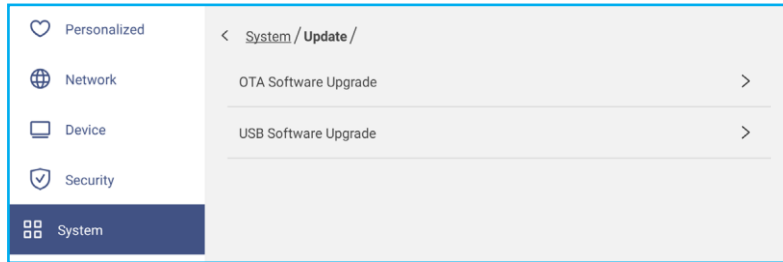 Personalized
Network
Device
Security
System
System / Update /
OTA Software Upgrade
USB Software Upgrade